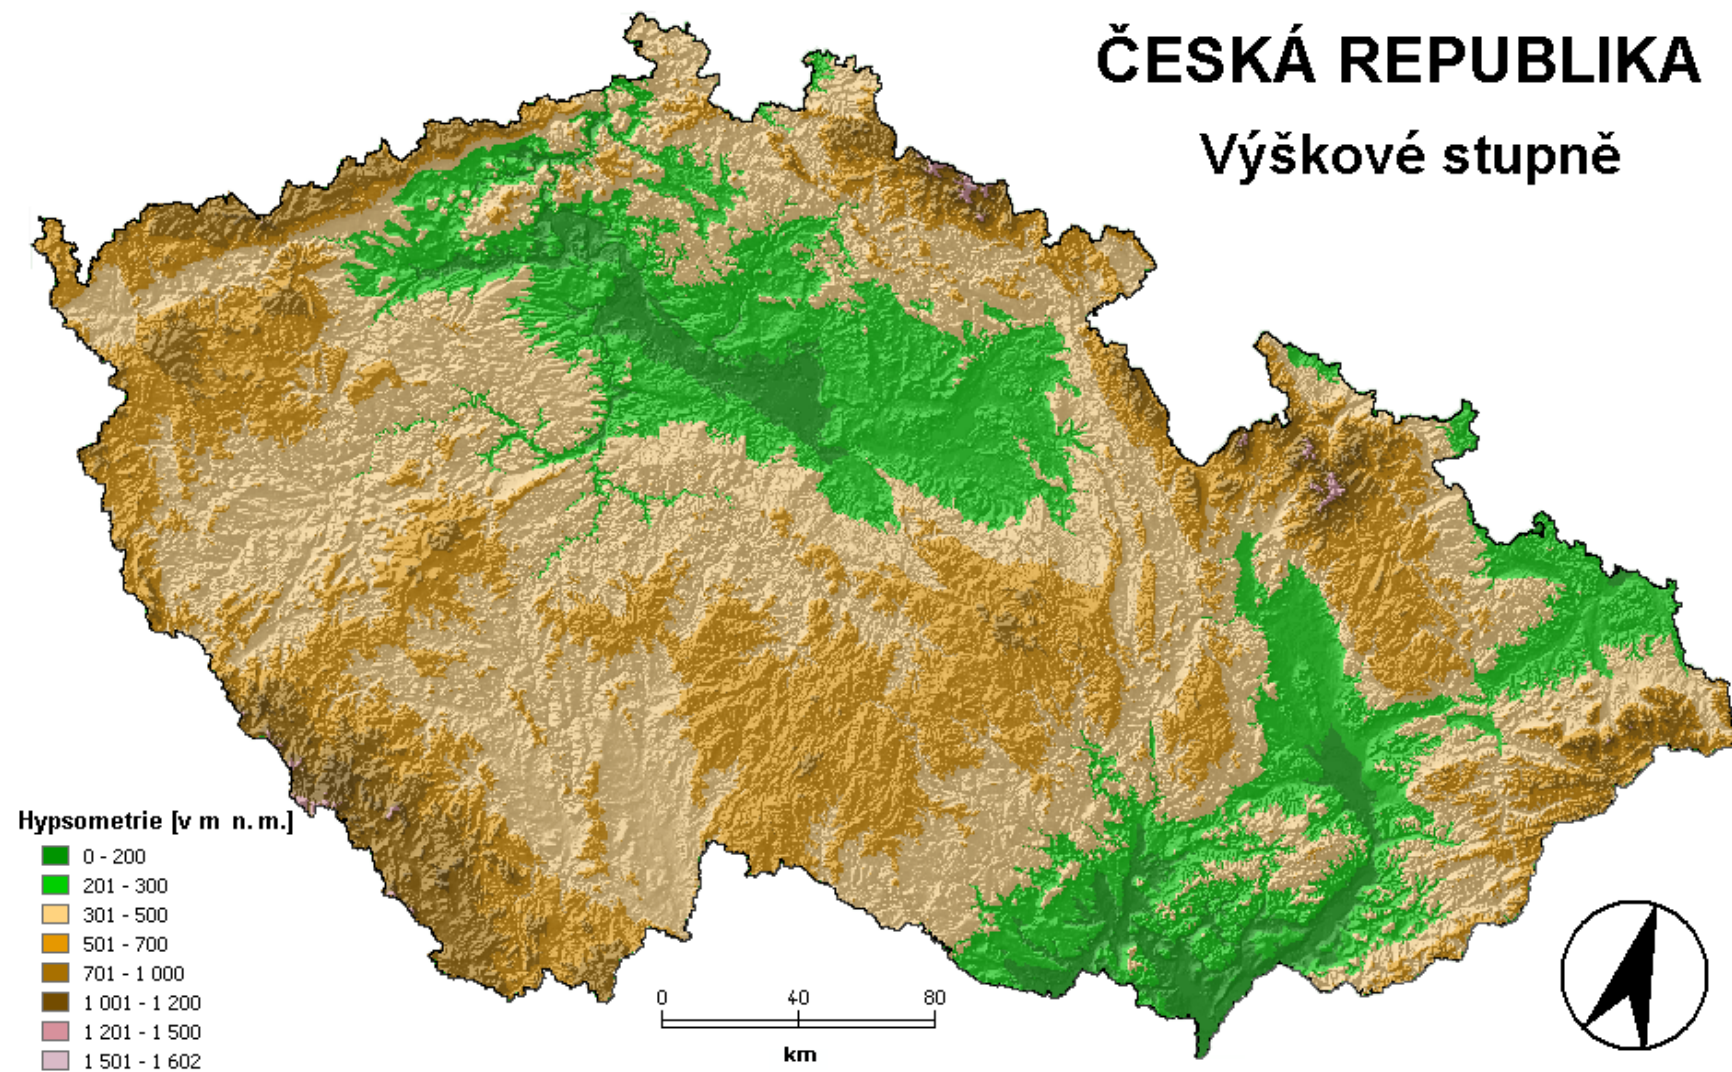 ČESKÁ REPUBLIKA
Výškové stupně
Hypsometrie [v m n. m.]
0 - 200
201 - 300
301 - 500
501 - 700
701 - 1 000
1 001 - 1 200
1 201 - 1 500
1 501 - 1 602
0 40 80
km